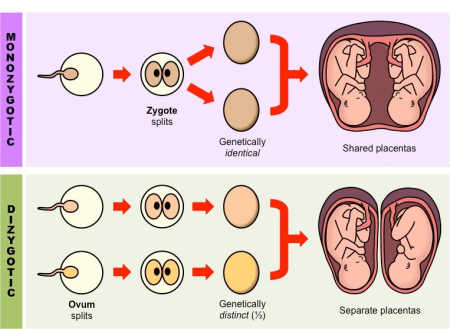 MONOZYGOTIC
Zygote
splits
Genetically
identical
Shared placentas
DIZYGOTIC
Ovum
splits
Genetically
distinct (½)
Separate placentas